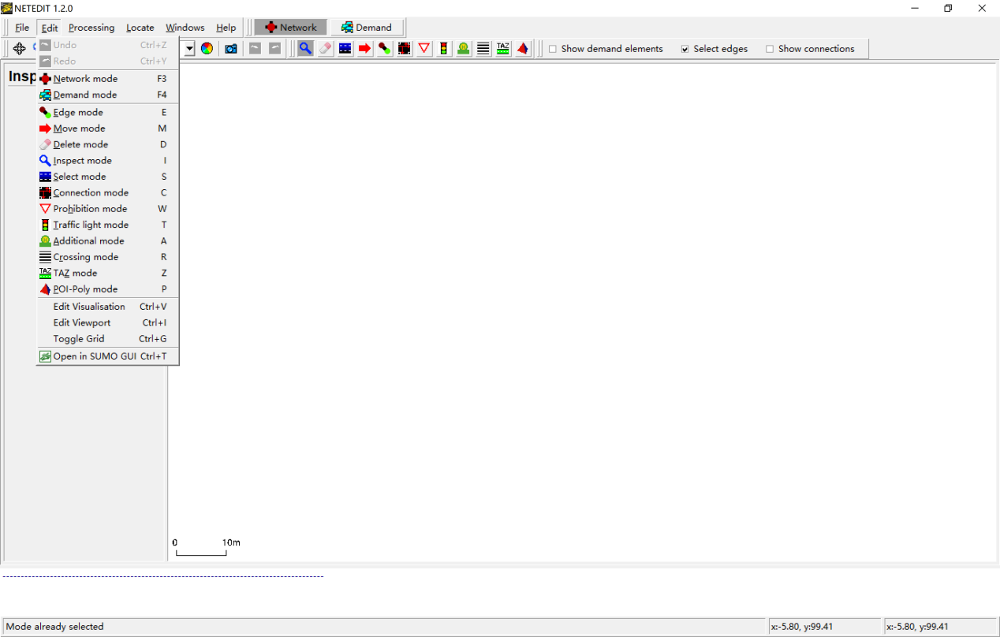 NETEDIT 1.2.0
File Edit Processing Locate Windows Help Network Demand
Show demand elements Select edges Show connections
Undo Ctrl+Z
Redo Ctrl+Y
Network mode F3
Demand mode F4
Edge mode E
Move mode M
Delete mode D
Inspect mode I
Select mode S
Connection mode C
Prohibition mode W
Traffic light mode T
Additional mode A
Crossing mode R
TAZ mode Z
POI-Poly mode P
Edit Visualisation Ctrl+V
Edit Viewport Ctrl+I
Toggle Grid Ctrl+G
Open in SUMO GUI Ctrl+T
0 10m
Mode already selected x:-5.80, y:99.41 x:-5.80, y:99.41